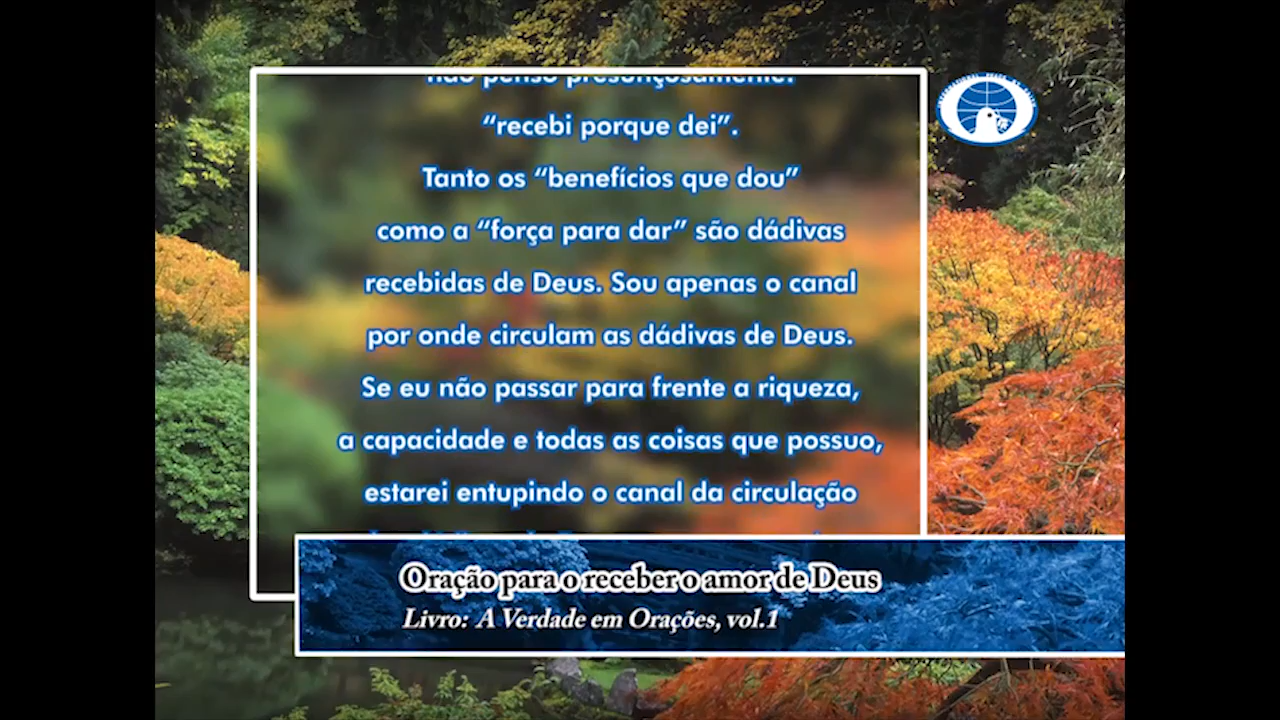 não penso presunçosamente:
“recebi porque dei”.
Tanto os “benefícios que dou”
como a “força para dar” são dádivas
recebidas de Deus. Sou apenas o canal
por onde circulam as dádivas de Deus.
Se eu não passar para frente a riqueza,
a capacidade e todas as coisas que possuo,
estarei entupindo o canal da circulação
Oração para o receber o amor de Deus
Livro: A Verdade em Orações, vol.1